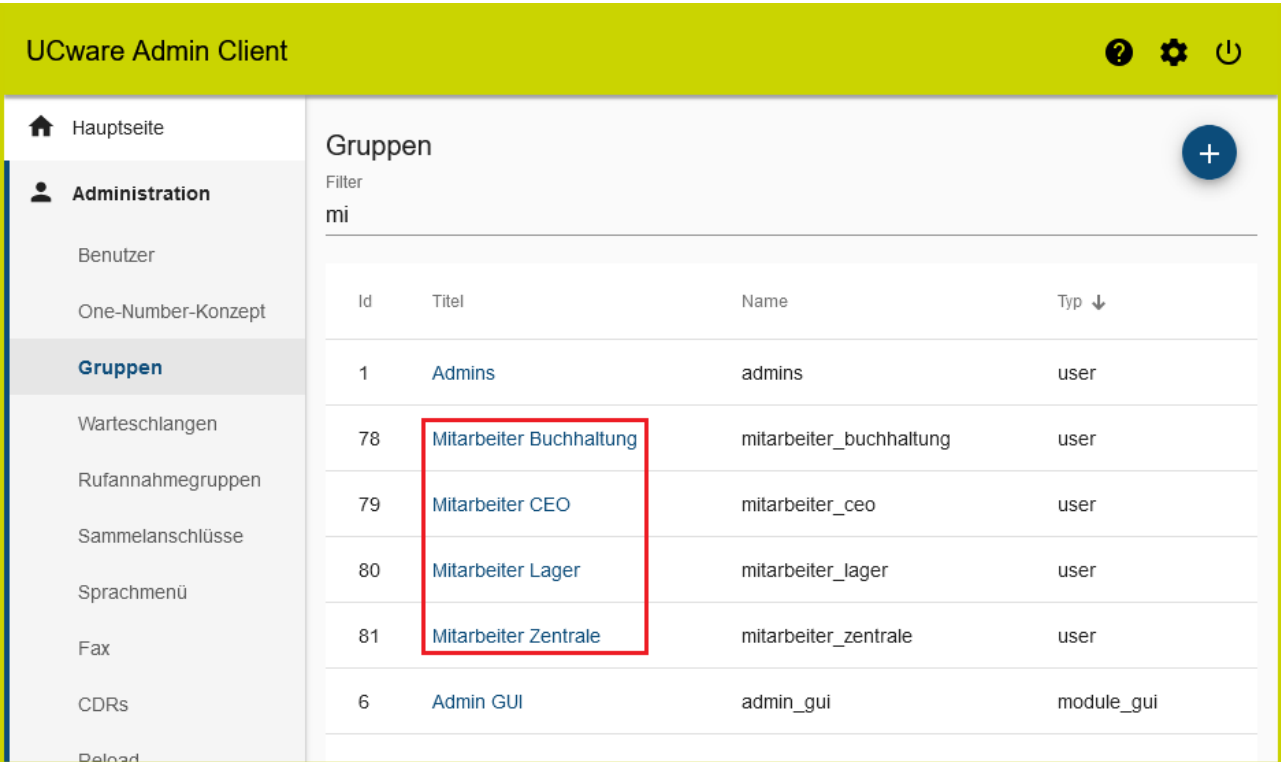 UCware Admin Client
Hauptseite
Administration
Benutzer
One-Number-Konzept
Gruppen
Warteschlangen
Rufannahmegruppen
Sammelanschlüsse
Sprachmenü
Fax
CDRs
Reload
Gruppen
Filter
mi
Id Titel Name Typ
1 Admins admins user
78 Mitarbeiter Buchhaltung mitarbeiter_buchhaltung user
79 Mitarbeiter CEO mitarbeiter_ceo user
80 Mitarbeiter Lager mitarbeiter_lager user
81 Mitarbeiter Zentrale mitarbeiter_zentrale user
6 Admin GUI admin_gui module_gui